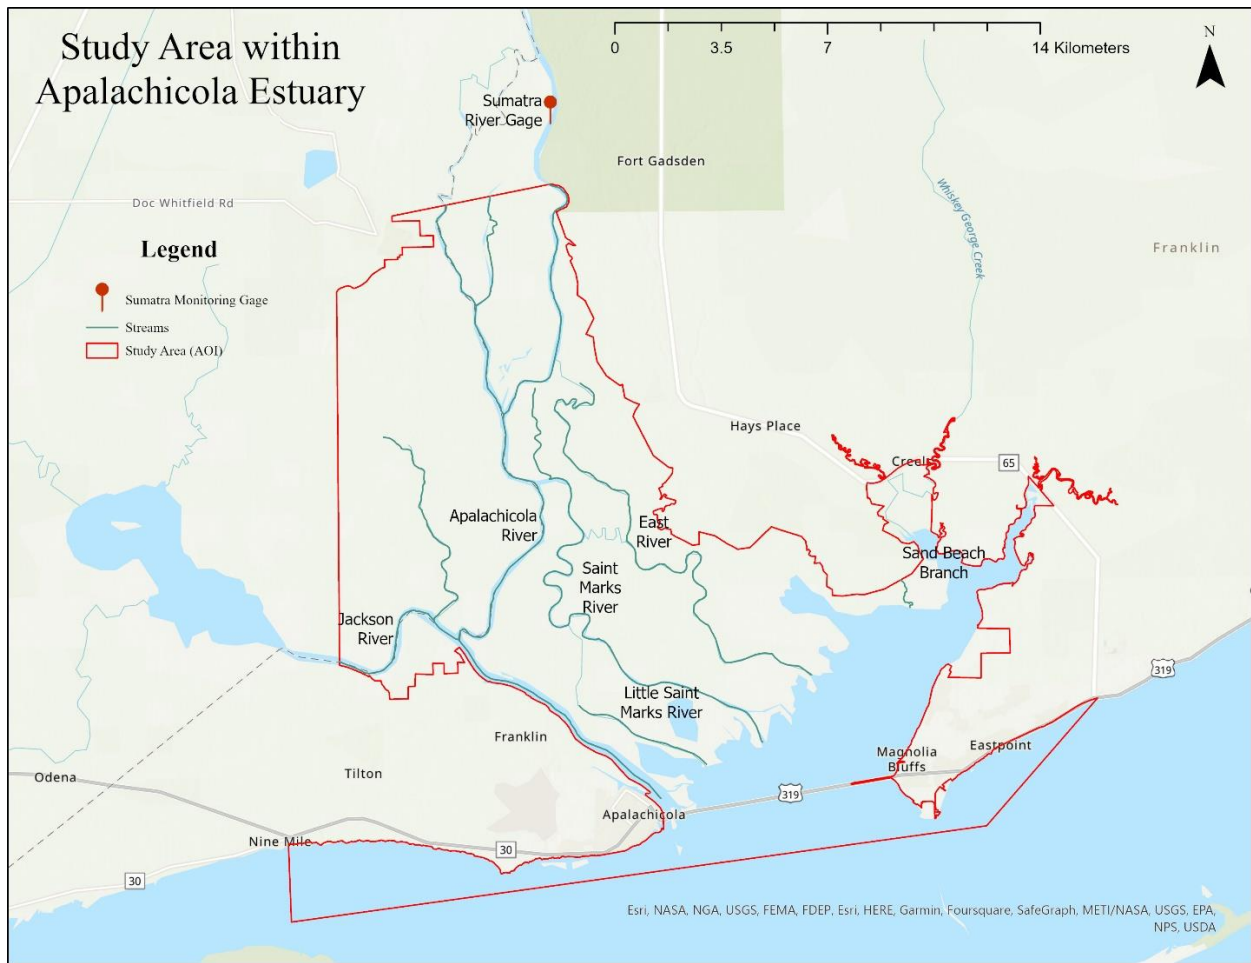 Study Area within
Apalachicola Estuary
0
3.5
7
14 Kilometers
N
Sumatra
River Gage
Fort Gadsden
Doc Whitfield Rd
Whiskey George Creek
Franklin
Legend
Sumatra Monitoring Gage
Streams
Study Area (AOI)
Hays Place
Creels
65
Apalachicola
River
East
River
Sand Beach
Branch
Saint
Marks
River
Jackson
River
319
Little Saint
Marks River
Franklin
Magnolia
Bluffs
Eastpoint
Odena
Tilton
319
Apalachicola
Nine Mile
30
30
Esri, NASA, NGA, USGS, FEMA, FDEP, Esri, HERE, Garmin, Foursquare, SafeGraph, METI/NASA, USGS, EPA,
NPS, USDA